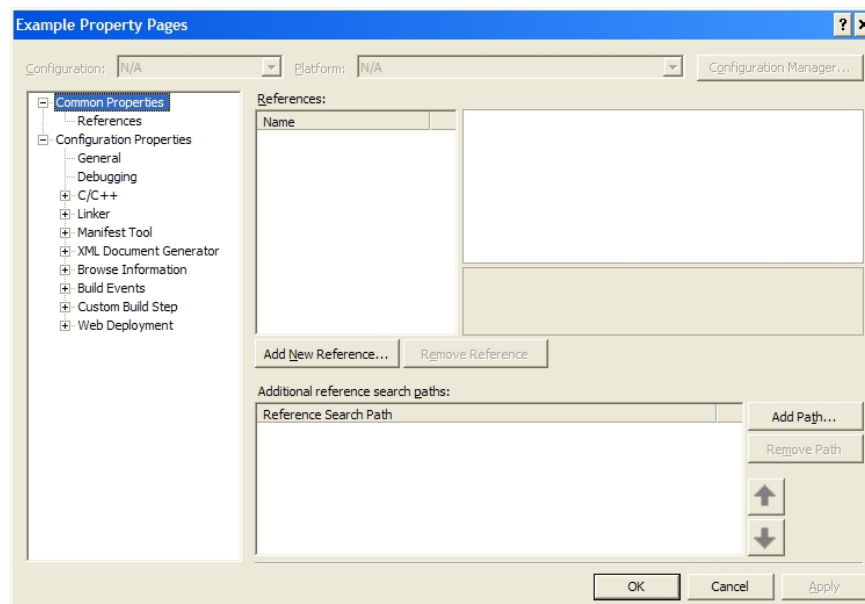 Example Property Pages
Configuration: N/A Platform: N/A Configuration Manager...
Common Properties
References
Configuration Properties
General
Debugging
C/C++
Linker
Manifest Tool
XML Document Generator
Browse Information
Build Events
Custom Build Step
Web Deployment
References:
Name
Add New Reference... Remove Reference
Additional reference search paths:
Reference Search Path
Add Path...
Remove Path
OK Cancel Apply